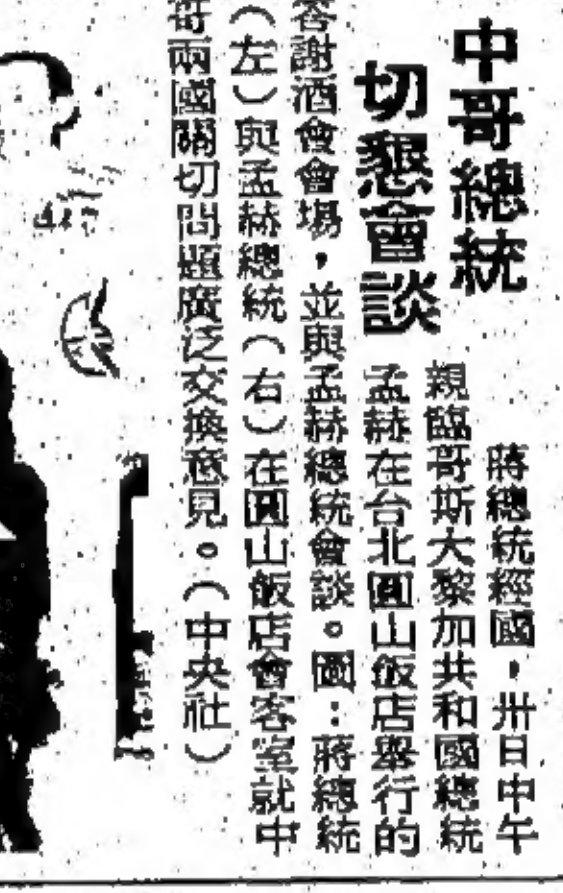 中哥總統
切懇會談
蔣總統經國，卅日中午
親臨哥斯大黎加共和國總統
孟赫在台北圓山飯店舉行的
答謝酒會會場，並與孟赫總統會談。圖：蔣總統
（左）與孟赫總統（右）在圓山飯店會客室就中
哥兩國關切問題廣泛交換意見。（中央社）